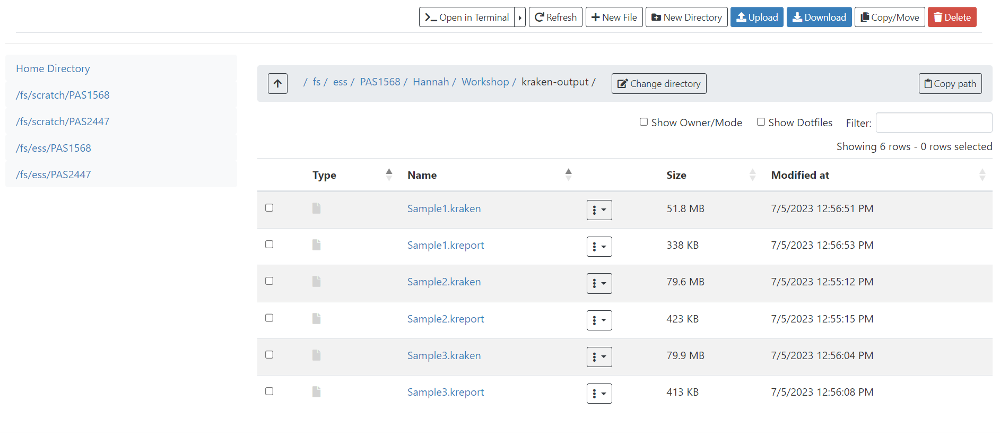 Open in Terminal Refresh New File New Directory Upload Download Copy/Move Delete
Home Directory
/fs/scratch/PAS1568
/fs/scratch/PAS2447
/fs/ess/PAS1568
/fs/ess/PAS2447
/ fs / ess / PAS1568 / Hannah / Workshop / kraken-output / Change directory Copy path
Show Owner/Mode Show Dotfiles Filter:
Showing 6 rows - 0 rows selected
Type Name Size Modified at
Sample1.kraken 51.8 MB 7/5/2023 12:56:51 PM
Sample1.kreport 338 KB 7/5/2023 12:56:53 PM
Sample2.kraken 79.6 MB 7/5/2023 12:55:12 PM
Sample2.kreport 423 KB 7/5/2023 12:55:15 PM
Sample3.kraken 79.9 MB 7/5/2023 12:56:04 PM
Sample3.kreport 413 KB 7/5/2023 12:56:08 PM